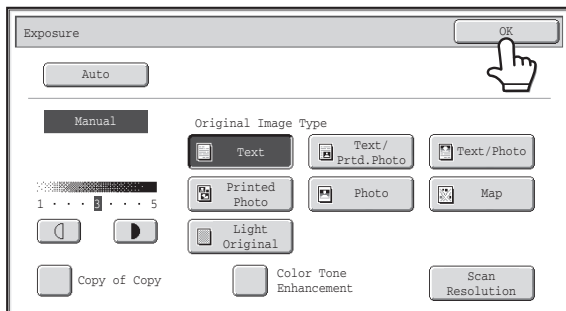 Exposure
OK
Auto
Manual
Original Image Type
Text
Text/
Prtd.Photo
Text/Photo
Printed
Photo
Photo
Map
1 · · · 3 · · · 5
Light
Original
Copy of Copy
Color Tone
Enhancement
Scan
Resolution